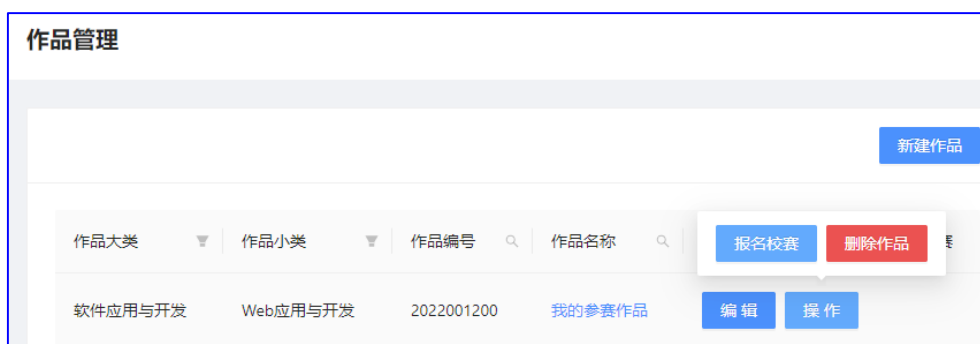 作品管理
新建作品
作品大类 作品小类 作品编号 作品名称 报名校赛 删除作品 赛
软件应用与开发 Web应用与开发 2022001200 我的参赛作品 编辑 操作